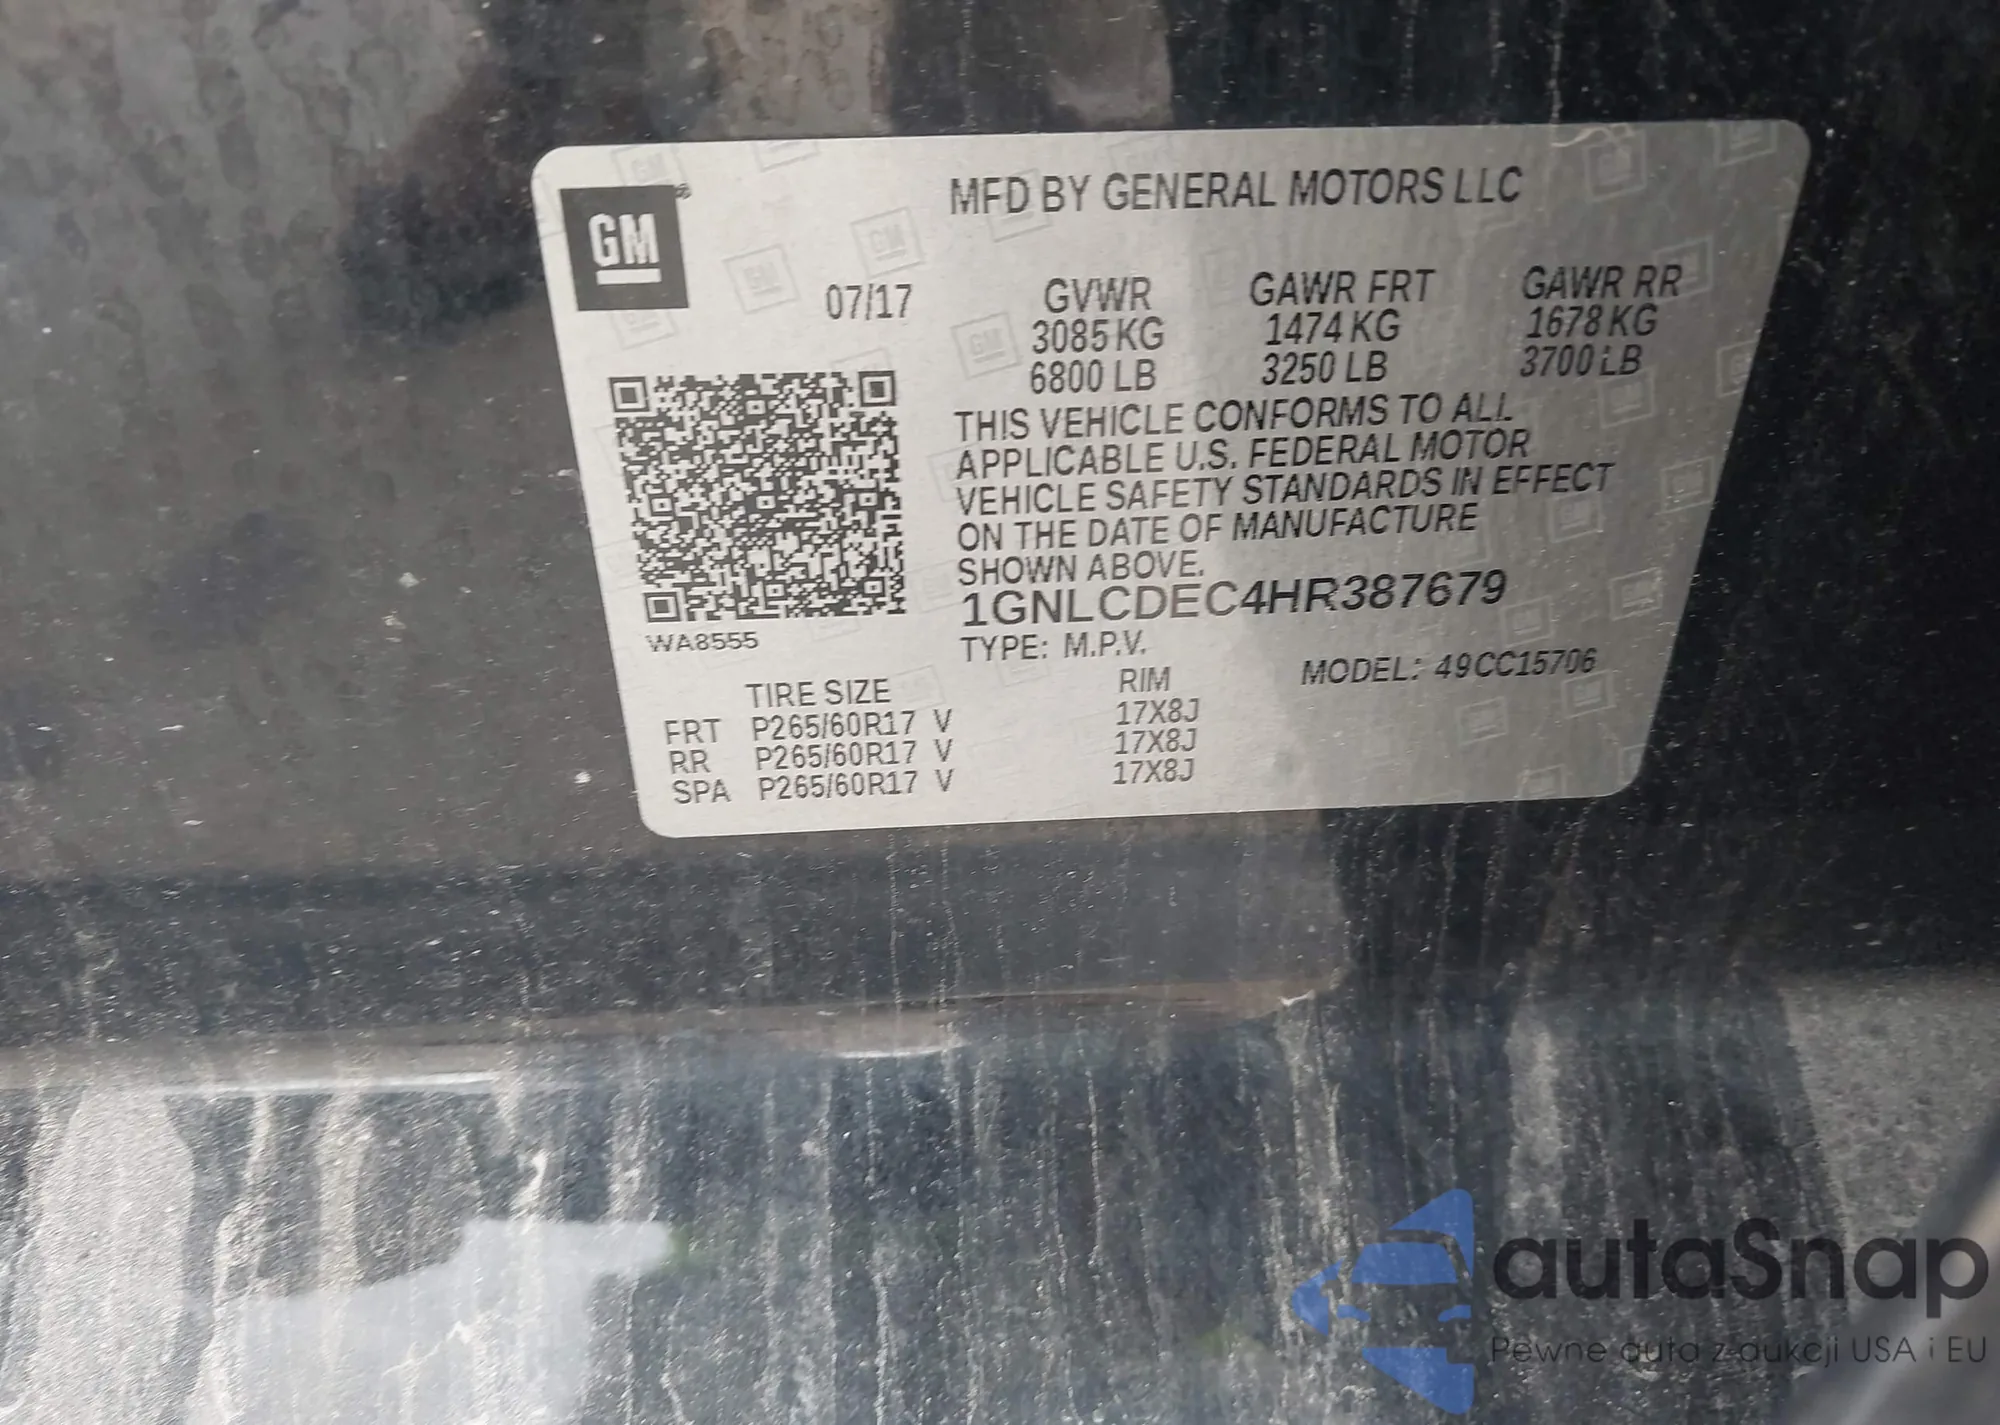 GM®
MFD BY GENERAL MOTORS LLC
07/17
GVWR GAWR FRT GAWR RR
3085 KG 1474 KG 1678 KG
6800 LB 3250 LB 3700 LB
THIS VEHICLE CONFORMS TO ALL
APPLICABLE U.S. FEDERAL MOTOR
VEHICLE SAFETY STANDARDS IN EFFECT
ON THE DATE OF MANUFACTURE
SHOWN ABOVE.
1GNLCDEC4HR387679
WA8555
TYPE: M.P.V.
MODEL: 49CC15706
TIRE SIZE RIM
FRT P265/60R17 V 17X8J
RR P265/60R17 V 17X8J
SPA P265/60R17 V 17X8J
autaSnap
Pewne auta z aukcji USA i EU